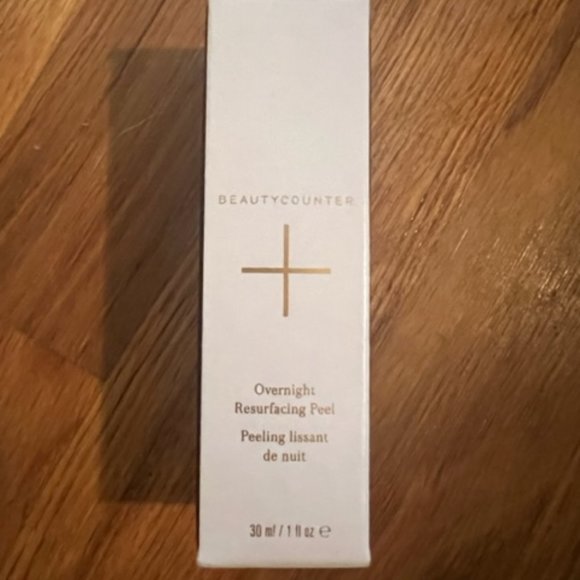 BEAUTYCOUNTER
Overnight
Resurfacing Peel
Peeling lissant
de nuit
30 ml / 1 fl oz ℮